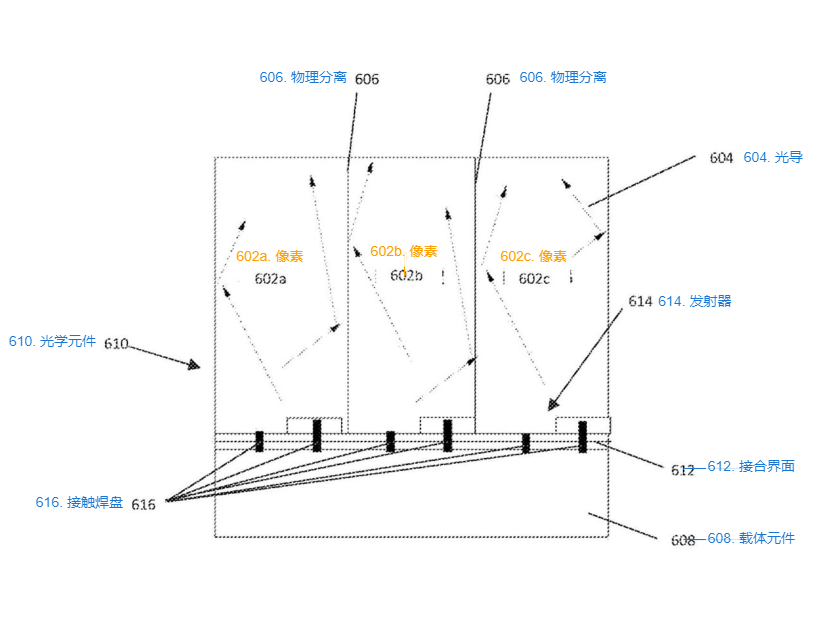 606. 物理分离 606
606 606. 物理分离
604 604. 光导
602a. 像素
602a
602b. 像素
602b
602c. 像素
602c
614 614. 发射器
610. 光学元件 610
612 612. 接合界面
616. 接触焊盘 616
608 608. 载体元件